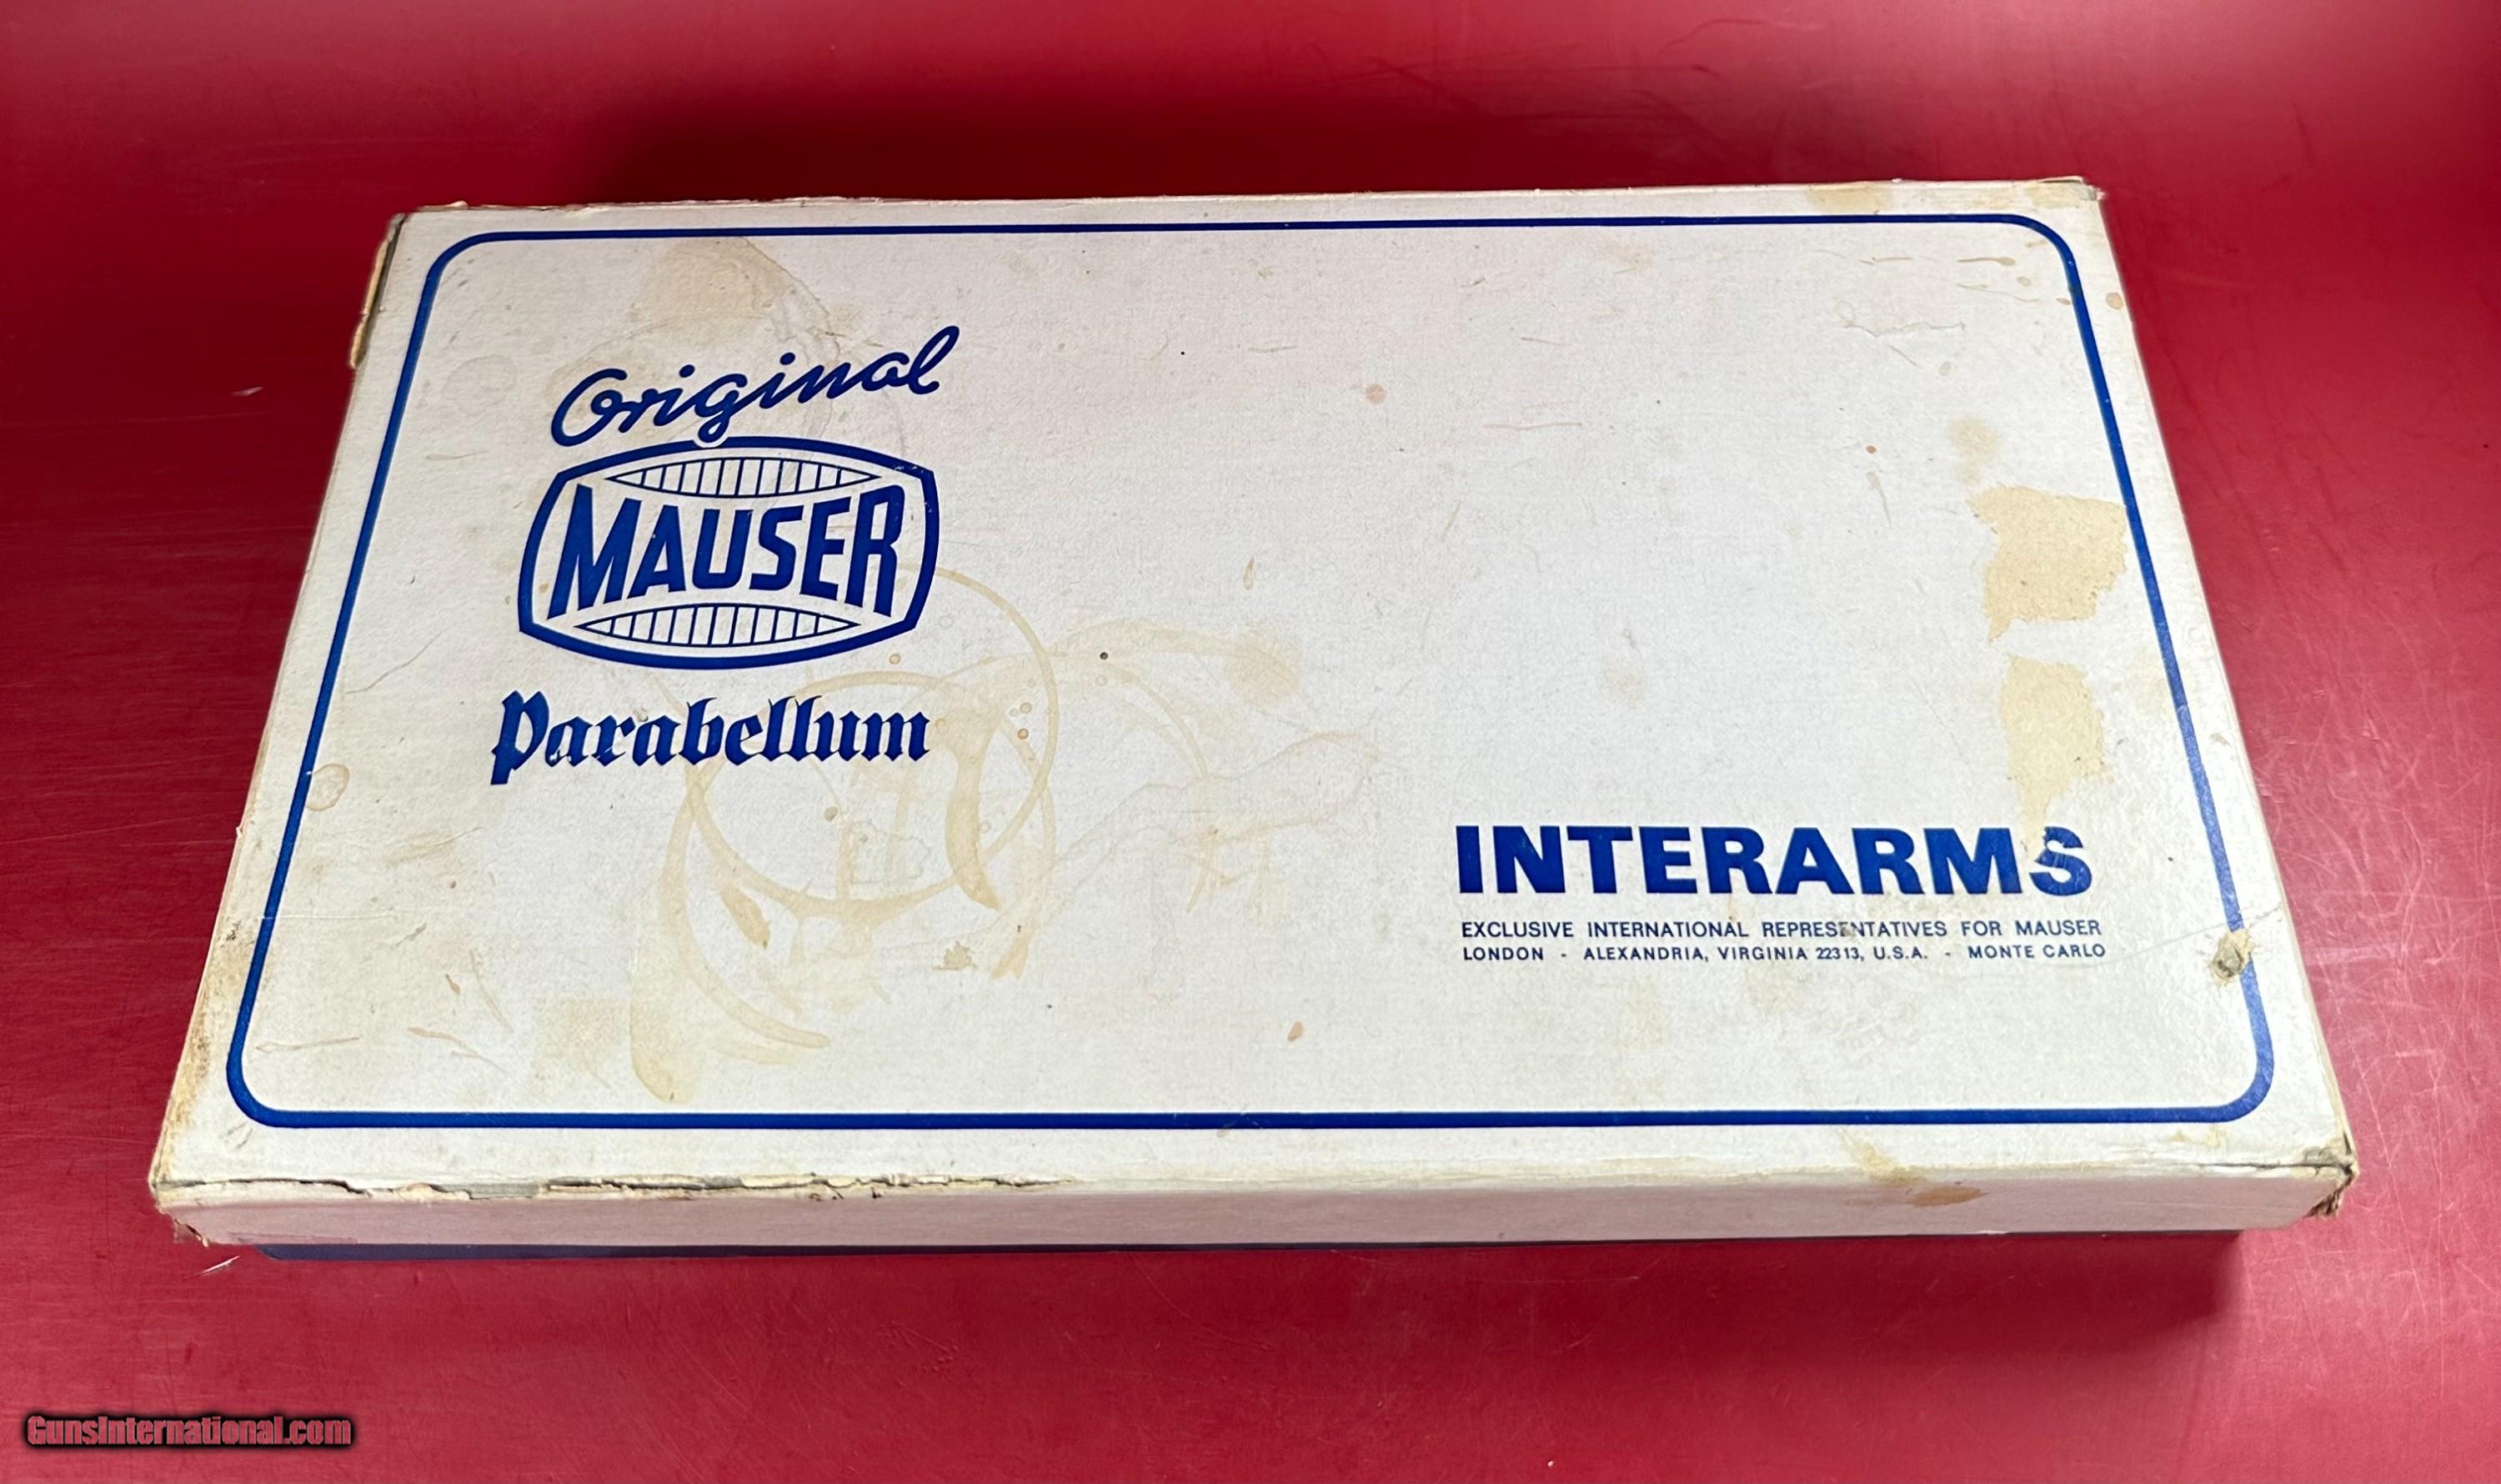 Original
MAUSER
Parabellum
INTERARMS
EXCLUSIVE INTERNATIONAL REPRESENTATIVES FOR MAUSER
LONDON - ALEXANDRIA, VIRGINIA 22313, U.S.A. - MONTE CARLO
GunsInternational.com